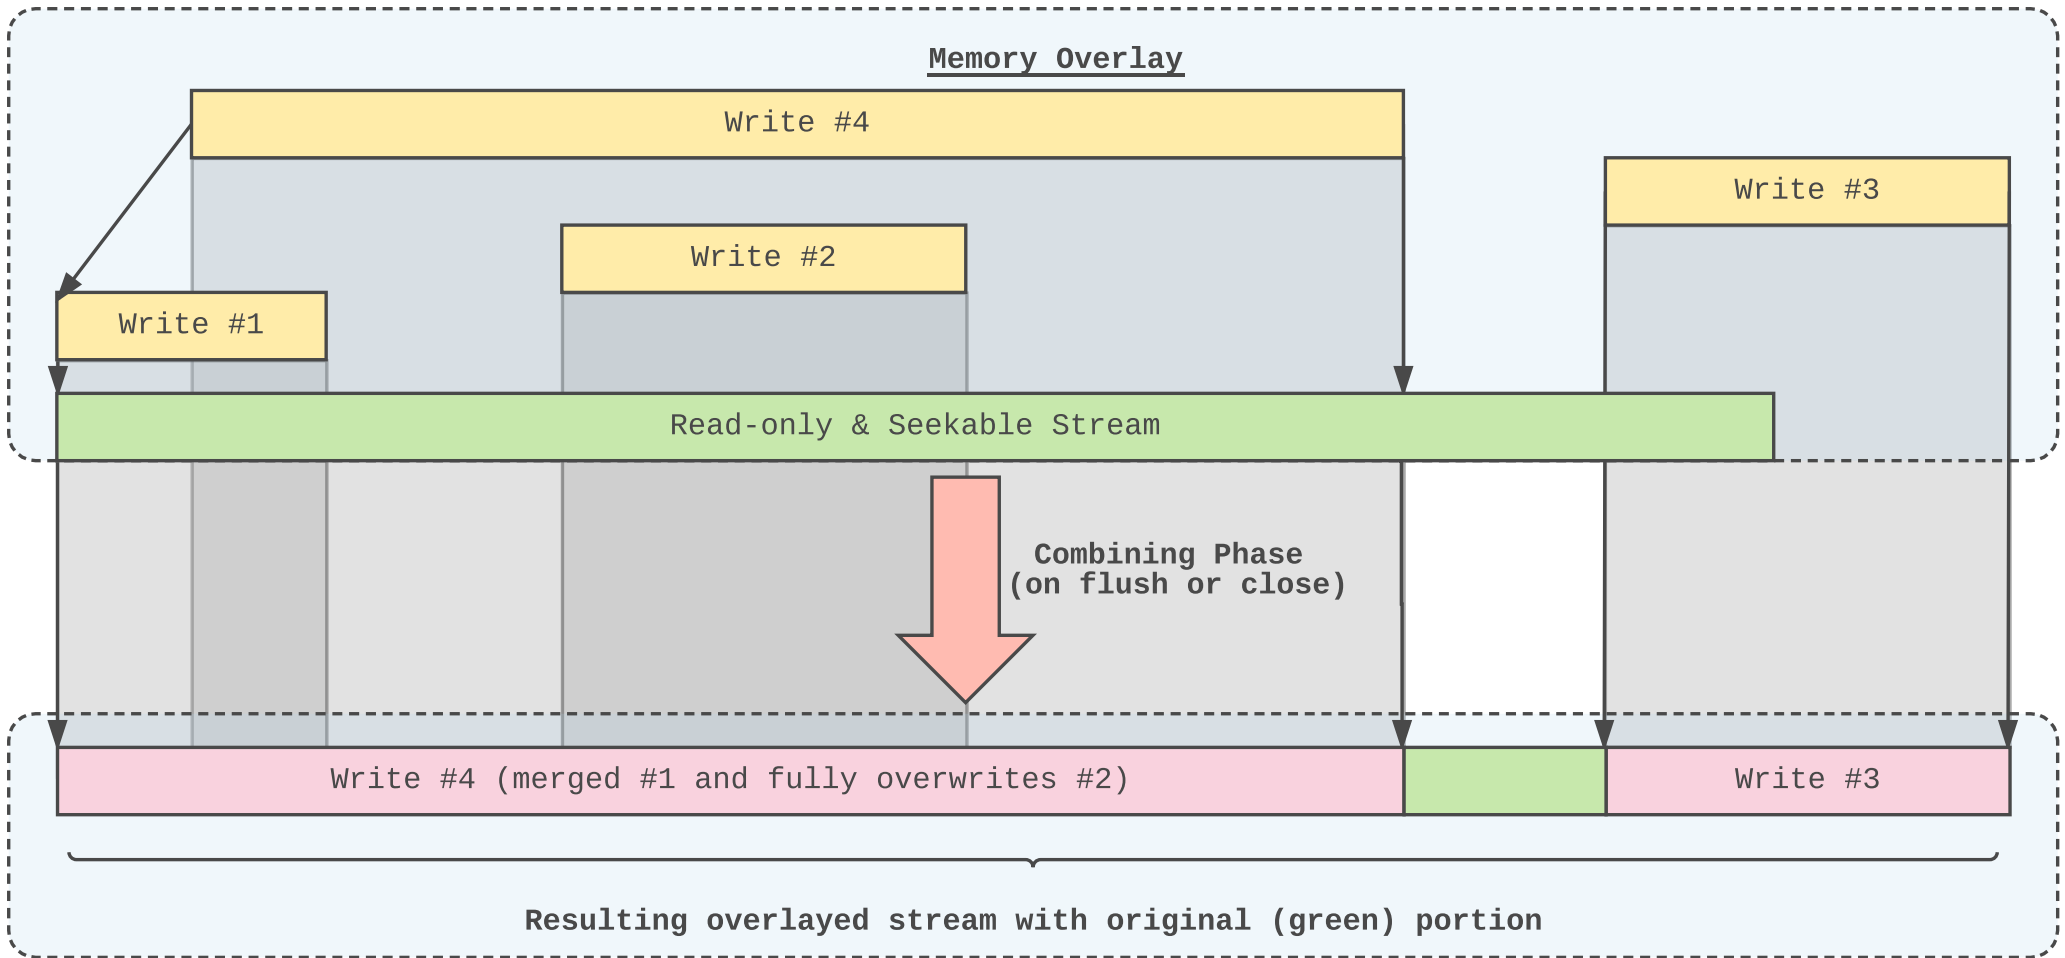 Memory Overlay
Write #4
Write #3
Write #2
Write #1
Read-only & Seekable Stream
Combining Phase
(on flush or close)
Write #4 (merged #1 and fully overwrites #2)
Write #3
Resulting overlayed stream with original (green) portion